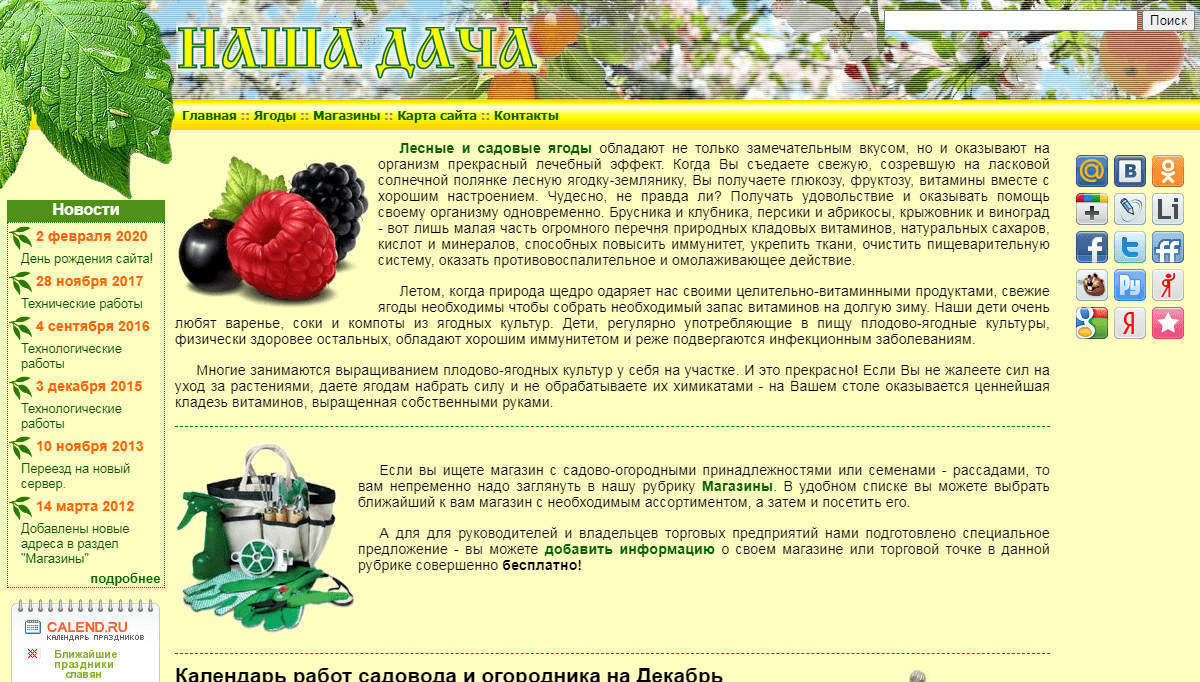 НАША ДАЧА
Поиск
Главная :: Ягоды :: Магазины :: Карта сайта :: Контакты
Новости
2 февраля 2020
День рождения сайта!
28 ноября 2017
Технические работы
4 сентября 2016
Технологические
работы
3 декабря 2015
Технологические
работы
10 ноября 2013
Переезд на новый
сервер.
14 марта 2012
Добавлены новые
адреса в раздел
"Магазины"
подробнее
CALEND.RU
КАЛЕНДАРЬ ПРАЗДНИКОВ
Ближайшие
праздники
славян
Лесные и садовые ягоды обладают не только замечательным вкусом, но и оказывают на
организм прекрасный лечебный эффект. Когда Вы съедаете свежую, созревшую на ласковой
солнечной полянке лесную ягодку-землянику, Вы получаете глюкозу, фруктозу, витамины вместе с
хорошим настроением. Чудесно, не правда ли? Получать удовольствие и оказывать помощь
своему организму одновременно. Брусника и клубника, персики и абрикосы, крыжовник и виноград
- вот лишь малая часть огромного перечня природных кладовых витаминов, натуральных сахаров,
кислот и минералов, способных повысить иммунитет, укрепить ткани, очистить пищеварительную
систему, оказать противовоспалительное и омолаживающее действие.
Летом, когда природа щедро одаряет нас своими целительно-витаминными продуктами, свежие
ягоды необходимы чтобы собрать необходимый запас витаминов на долгую зиму. Наши дети очень
любят варенье, соки и компоты из ягодных культур. Дети, регулярно употребляющие в пищу плодово-ягодные культуры,
физически здоровее остальных, обладают хорошим иммунитетом и реже подвергаются инфекционным заболеваниям.
Многие занимаются выращиванием плодово-ягодных культур у себя на участке. И это прекрасно! Если Вы не жалеете сил на
уход за растениями, даете ягодам набрать силу и не обрабатываете их химикатами - на Вашем столе оказывается ценнейшая
кладезь витаминов, выращенная собственными руками.
Если вы ищете магазин с садово-огородными принадлежностями или семенами - рассадами, то
вам непременно надо заглянуть в нашу рубрику Магазины. В удобном списке вы можете выбрать
ближайший к вам магазин с необходимым ассортиментом, а затем и посетить его.
А для для руководителей и владельцев торговых предприятий нами подготовлено специальное
предложение - вы можете добавить информацию о своем магазине или торговой точке в данной
рубрике совершенно бесплатно!
Календарь работ садовода и огородника на Декабрь
@ B
Li
f t ff
Ру Я
g Я